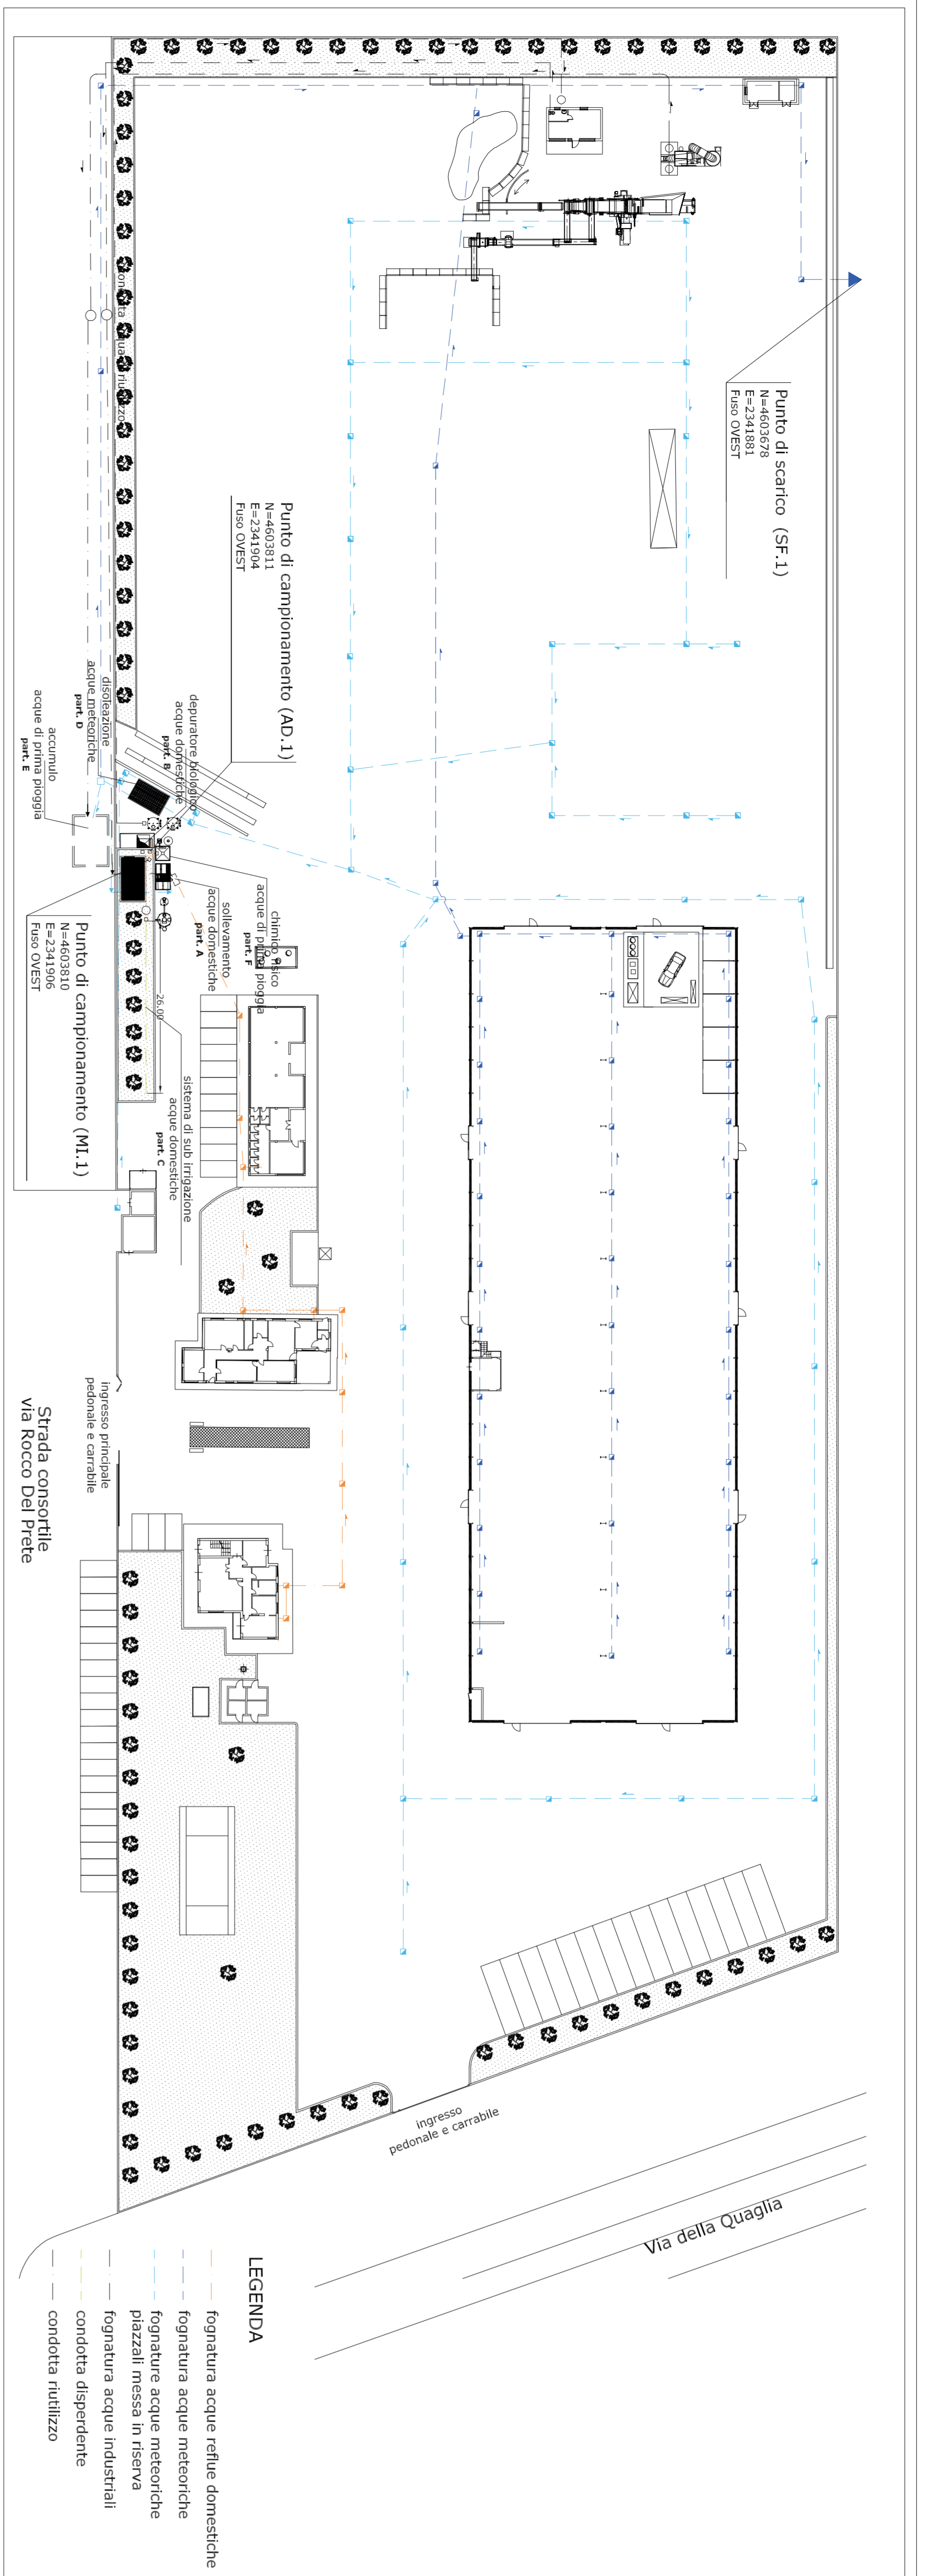 Punto di scarico (SF.1)
N=4603678
E=2341881
Fuso OVEST
Punto di campionamento (AD.1)
N=4603811
E=2341904
Fuso OVEST
condotta acqua riutilizzo
depuratore biologico
acque domestiche
part. B
disoleazione
acque meteoriche
part. D
accumulo
acque di prima pioggia
part. E
chimico fisico
acque di prima pioggia
part. F
sollevamento
acque domestiche
part. A
Punto di campionamento (MI.1)
N=4603810
E=2341906
Fuso OVEST
26.00
sistema di sub irrigazione
acque domestiche
part. C
ingresso principale
pedonale e carrabile
Strada consortile
via Rocco Del Prete
ingresso
pedonale e carrabile
Via della Quaglia
LEGENDA
fognatura acque reflue domestiche
fognatura acque meteoriche
fognature acque meteoriche
piazzali messa in riserva
fognatura acque industriali
condotta disperdente
condotta riutilizzo